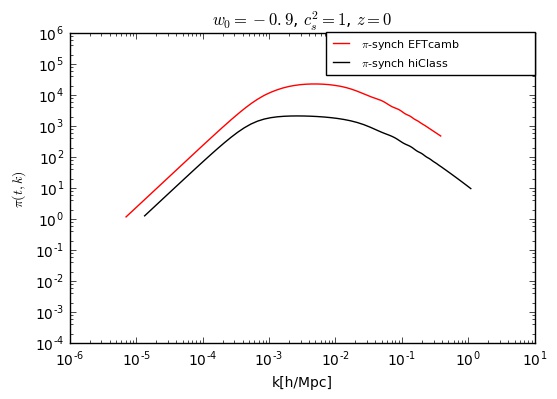 w₀ = −0.9, cₛ² = 1, z = 0
π-synch EFTcamb
π-synch hiClass
π(t, k)
10⁶
10⁵
10⁴
10³
10²
10¹
10⁰
10⁻¹
10⁻²
10⁻³
10⁻⁴
10⁻⁶ 10⁻⁵ 10⁻⁴ 10⁻³ 10⁻² 10⁻¹ 10⁰ 10¹
k[h/Mpc]